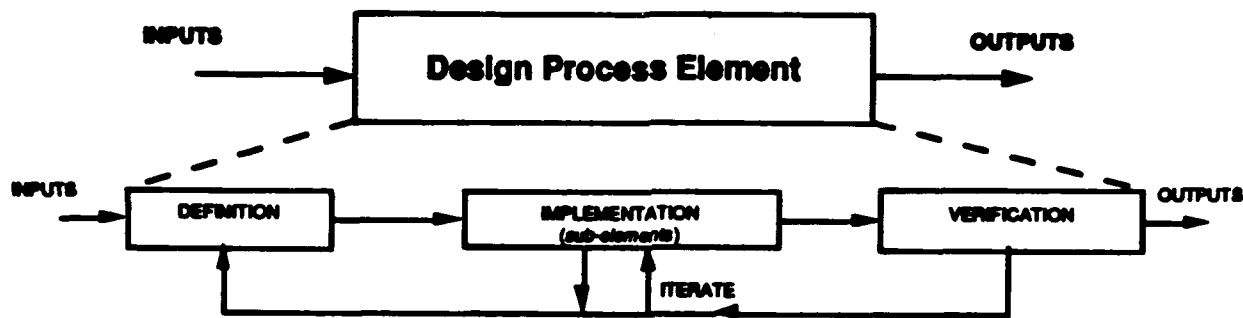 INPUTS
Design Process Element
OUTPUTS
INPUTS
DEFINITION
IMPLEMENTATION
(sub-elements)
VERIFICATION
OUTPUTS
ITERATE